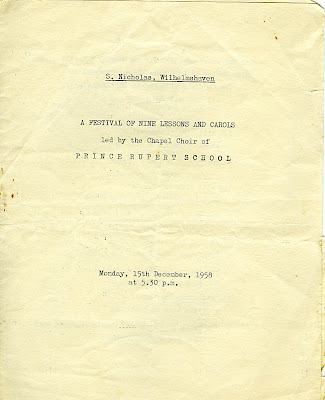 S. Nicholas, Wilhelmshaven
A FESTIVAL OF NINE LESSONS AND CAROLS
led by the Chapel Choir of
PRINCE RUPERT SCHOOL
Monday, 15th December, 1958
at 5.30 p.m.